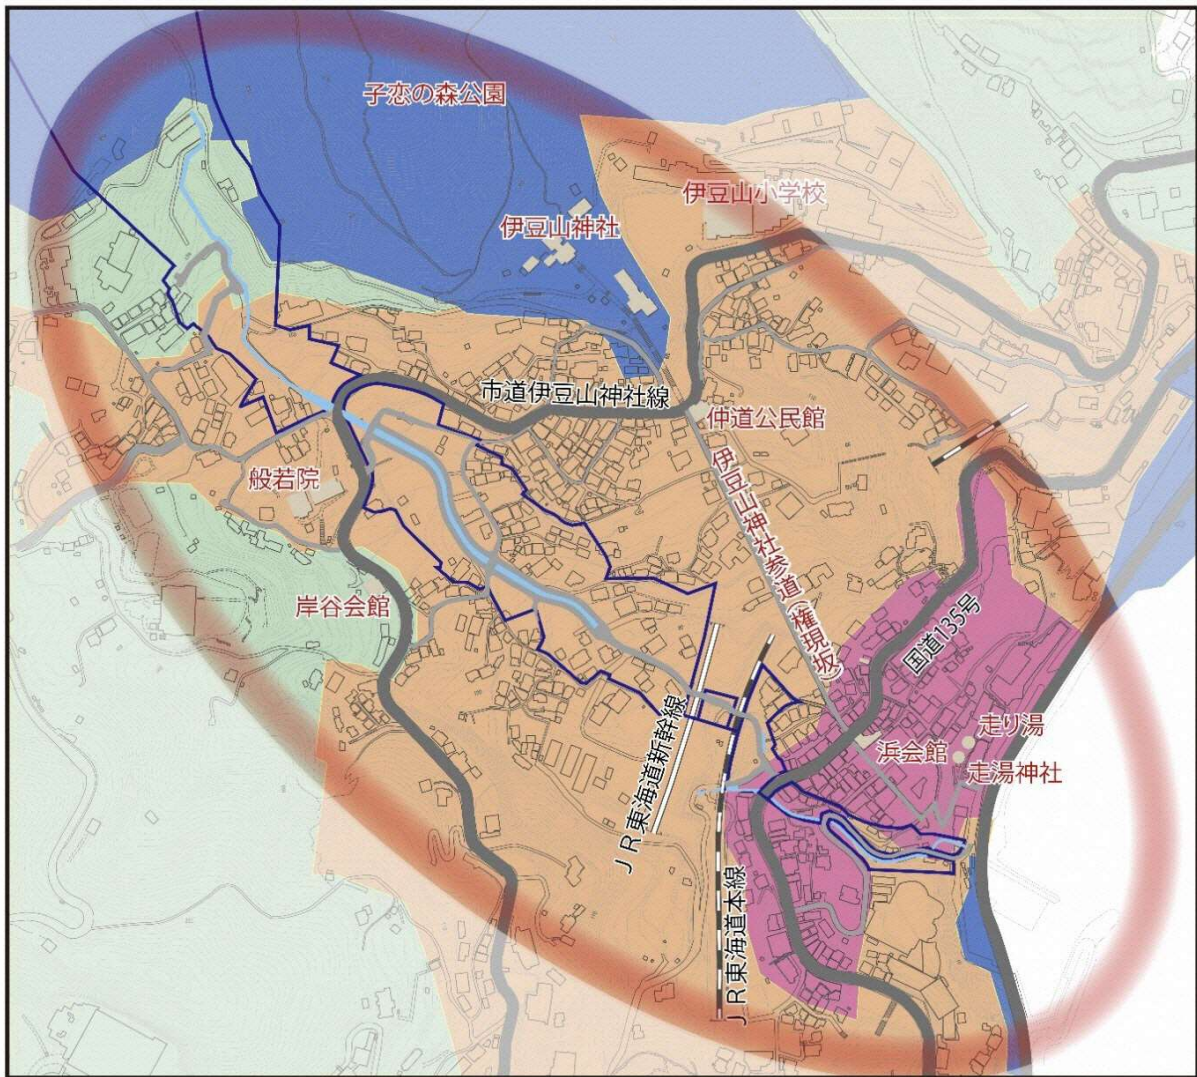 子恋の森公園
伊豆山小学校
伊豆山神社
市道伊豆山神社線
仲道公民館
般若院
伊豆山神社参道（権現坂）
岸谷会館
国道135号
走り湯
浜会館
走湯神社
ＪＲ東海道新幹線
ＪＲ東海道本線